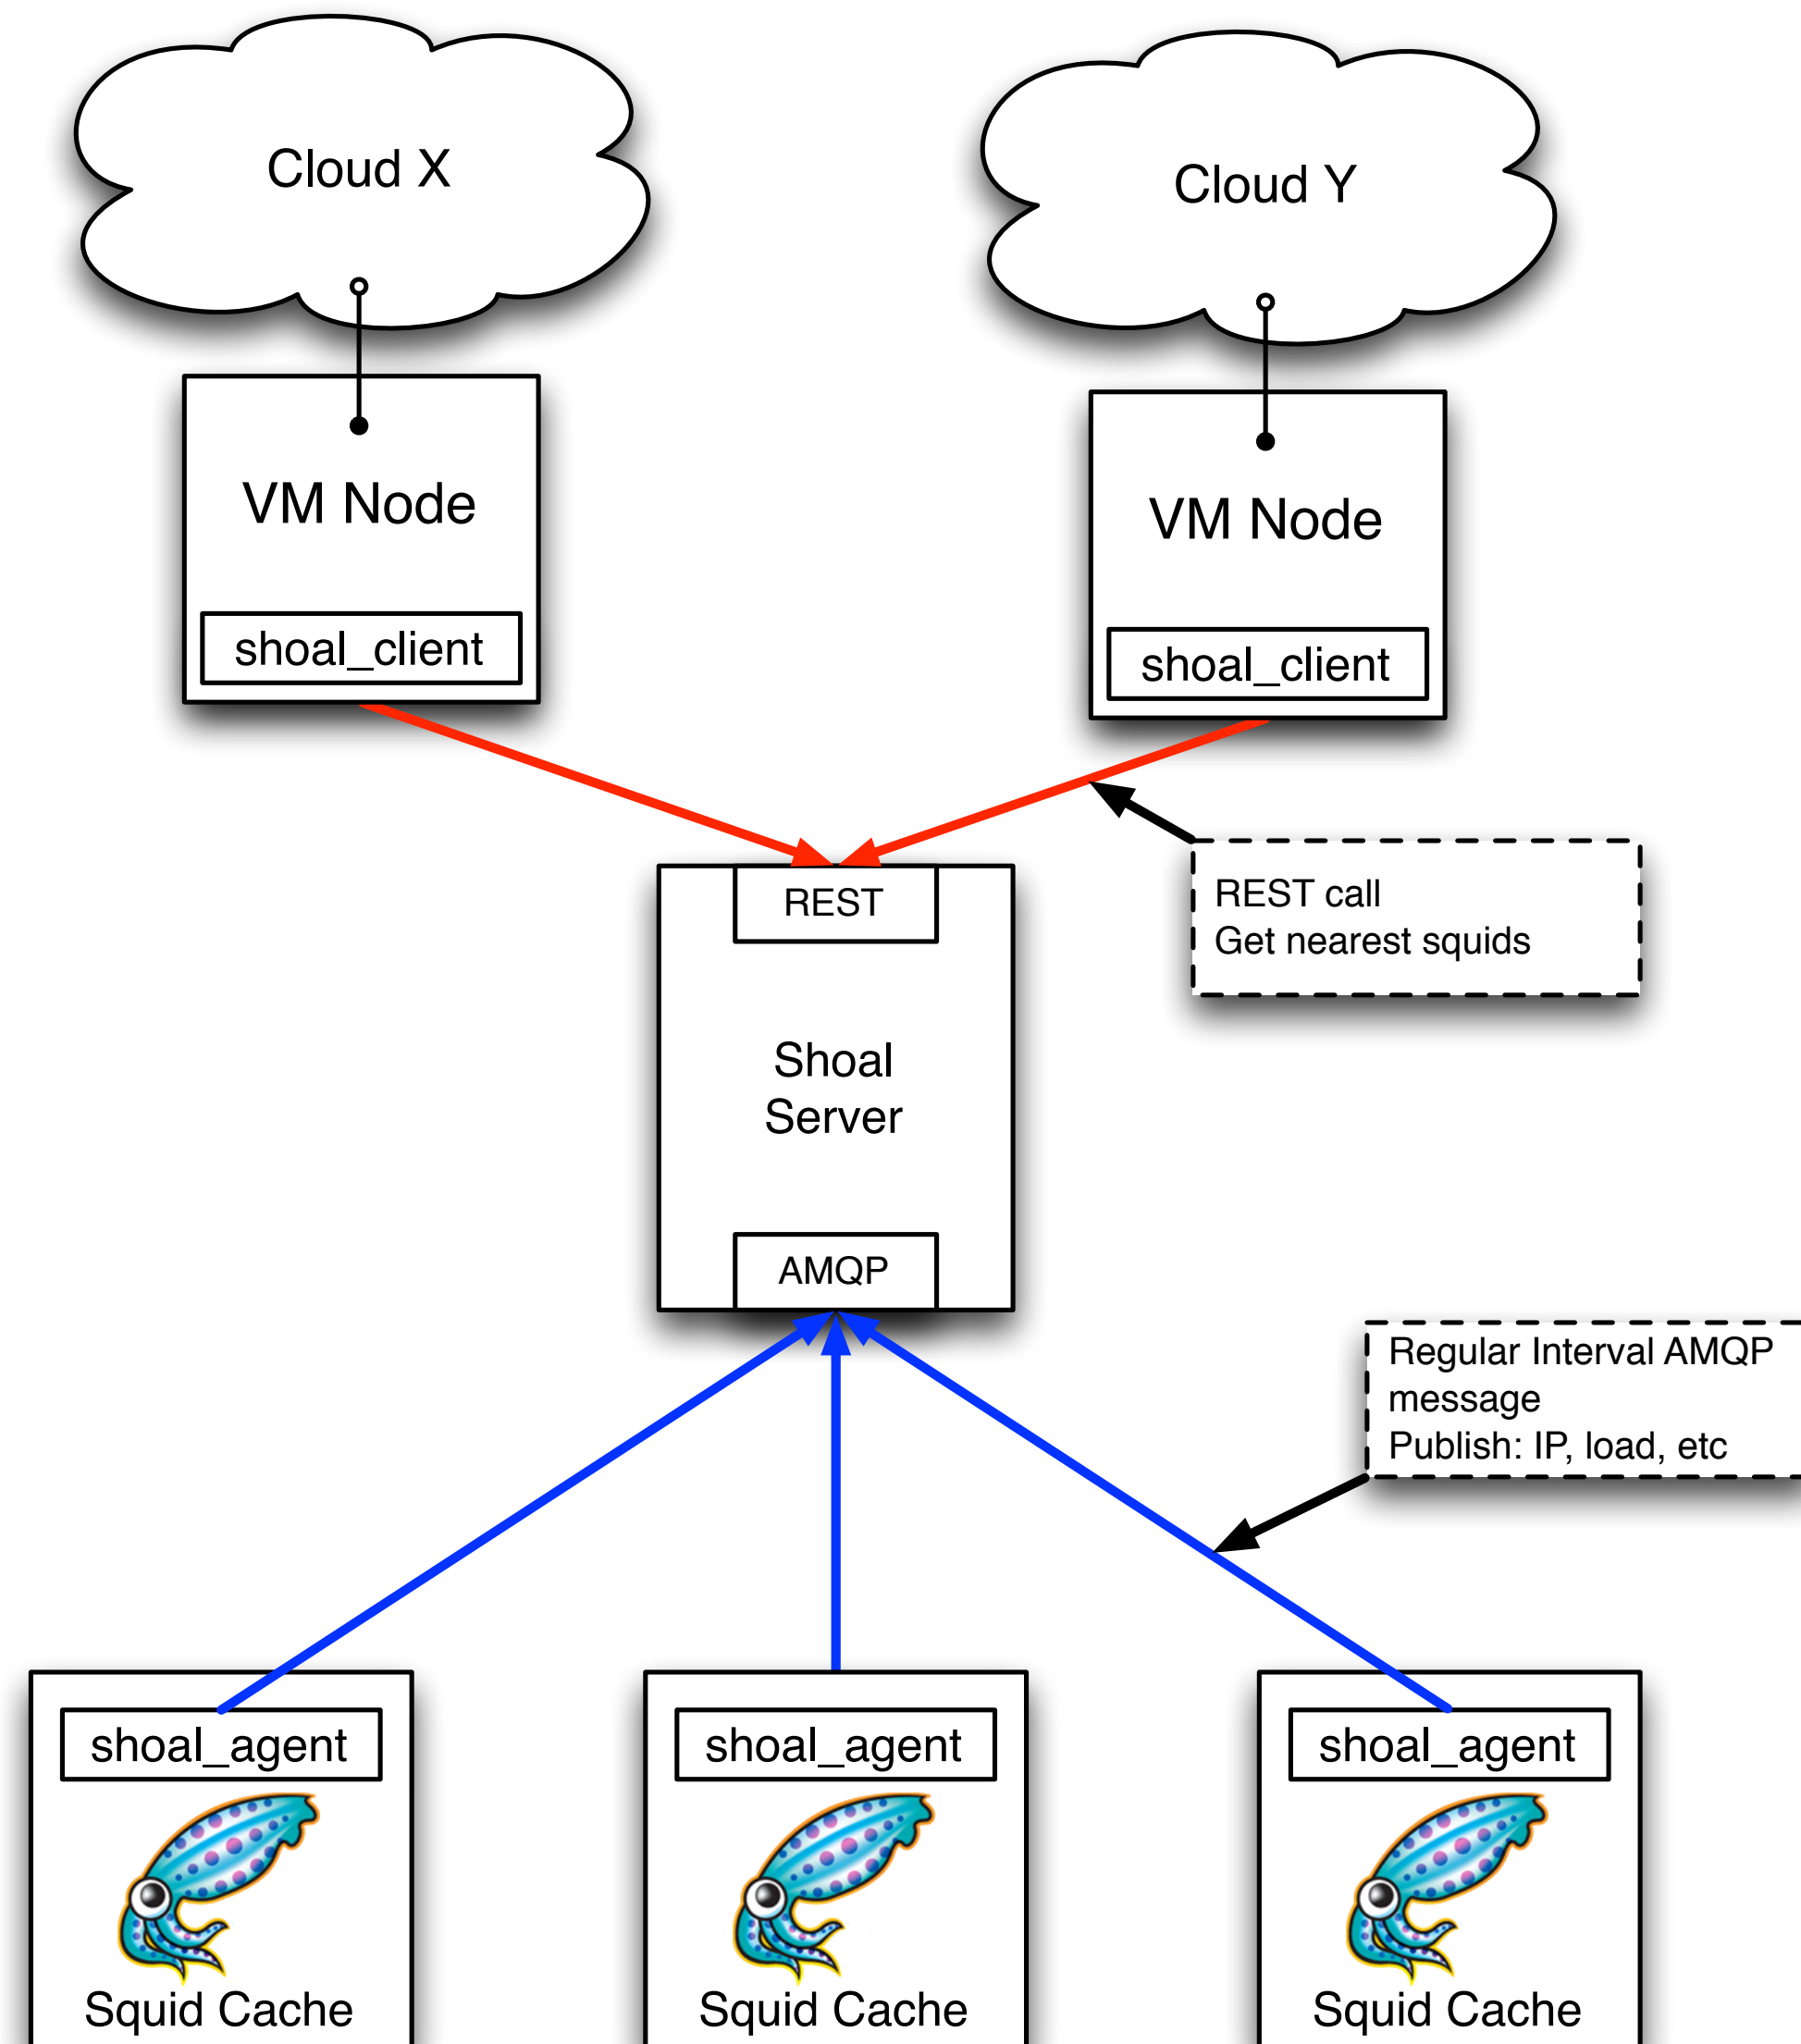 Cloud X
Cloud Y
VM Node
VM Node
shoal_client
shoal_client
REST
REST call
Get nearest squids
Shoal
Server
AMQP
Regular Interval AMQP
message
Publish: IP, load, etc
shoal_agent
shoal_agent
shoal_agent
Squid Cache
Squid Cache
Squid Cache